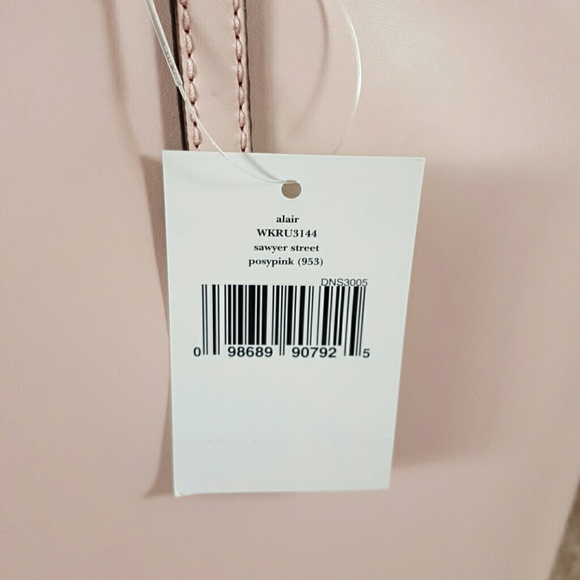 alair
WKRU3144
sawyer street
posypink (953)
DNS3005
0 98689 90792 5